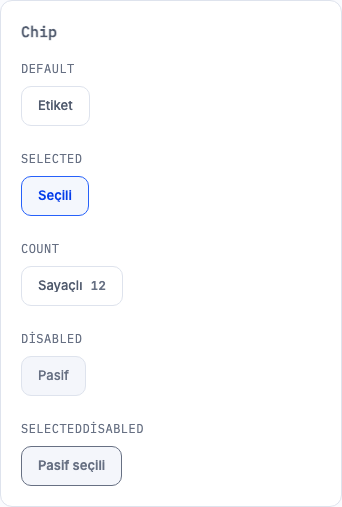 Chip
DEFAULT
Etiket
SELECTED
Seçili
COUNT
Sayaçlı 12
DİSABLED
Pasif
SELECTEDDİSABLED
Pasif seçili